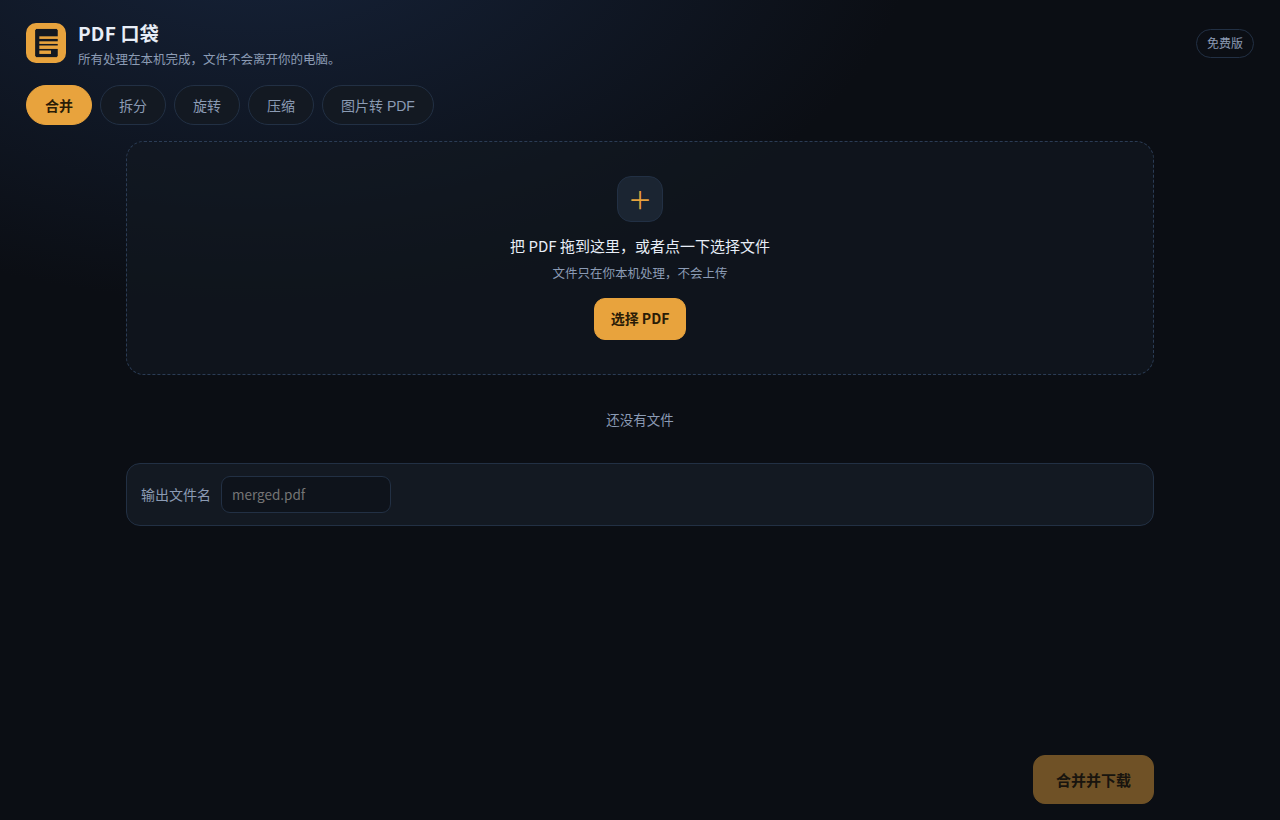 PDF 口袋
所有处理在本机完成，文件不会离开你的电脑。
免费版
合并
拆分
旋转
压缩
图片转 PDF
把 PDF 拖到这里，或者点一下选择文件
文件只在你本机处理，不会上传
选择 PDF
还没有文件
输出文件名 merged.pdf
合并并下载